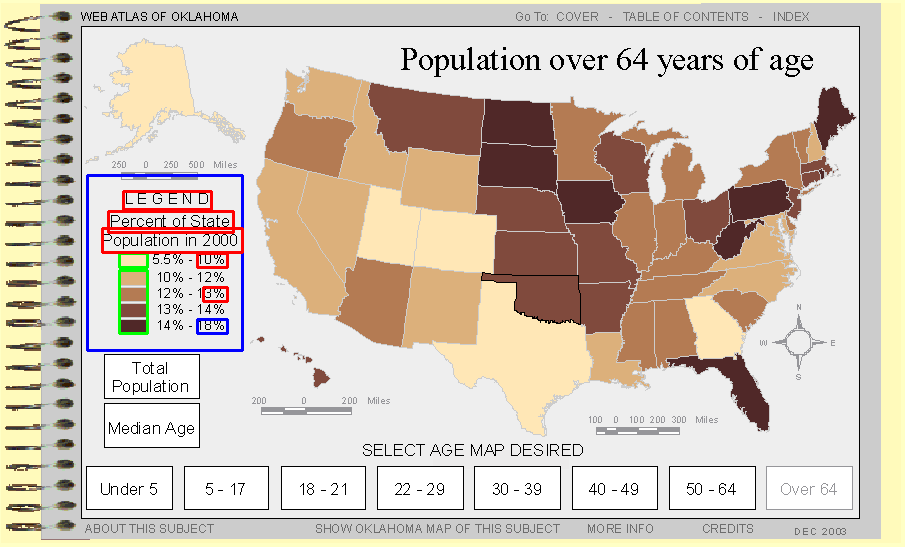 WEB ATLAS OF OKLAHOMA
Go To: COVER - TABLE OF CONTENTS - INDEX
Population over 64 years of age
250 0 250 500 Miles
LEGEND
Percent of State
Population in 2000
5.5% - 10%
10% - 12%
12% - 13%
13% - 14%
14% - 18%
N
W E
S
Total
Population
200 0 200 Miles
100 0 100 200 300 Miles
Median Age
SELECT AGE MAP DESIRED
Under 5
5 - 17
18 - 21
22 - 29
30 - 39
40 - 49
50 - 64
Over 64
ABOUT THIS SUBJECT
SHOW OKLAHOMA MAP OF THIS SUBJECT
MORE INFO
CREDITS
DEC 2003